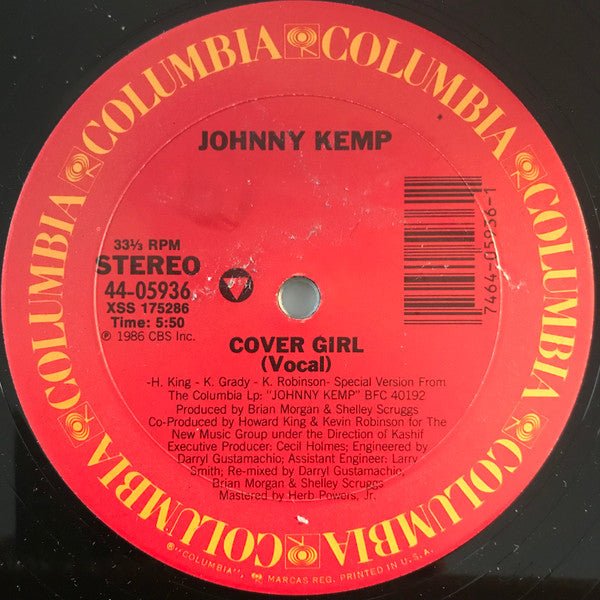 COLUMBIA COLUMBIA COLUMBIA COLUMBIA COLUMBIA COLUMBIA COLUMBIA
JOHNNY KEMP
33⅓ RPM
STEREO
44-05936
XSS 175286
Time: 5:50
℗ 1986 CBS Inc.
7464-05936-1
COVER GIRL
(Vocal)
-H. King - K. Grady - K. Robinson- Special Version From
The Columbia Lp: "JOHNNY KEMP" BFC 40192
Produced by Brian Morgan & Shelley Scruggs
Co-Produced by Howard King & Kevin Robinson for The
New Music Group under the Direction of Kashif
Executive Producer: Cecil Holmes; Engineered by
Darryl Gustamachio; Assistant Engineer: Larry
Smith; Re-mixed by Darryl Gustamachio,
Brian Morgan & Shelley Scruggs
Mastered by Herb Powers, Jr.
® "COLUMBIA", MARCAS REG. PRINTED IN U.S.A.